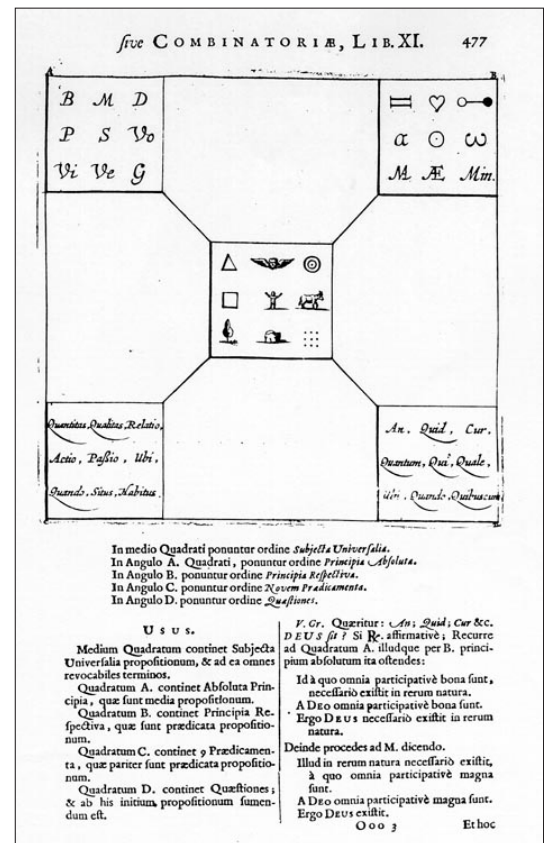 sive COMBINATORIÆ, LIB. XI. 477
A B
B M D
P S Vo
Vi Ve G
α ω
M Æ Min.
Quantitas, Qualitas, Relatio,
Actio, Passio, Ubi,
Quando, Situs, Habitus.
An, Quid, Cur,
Quantum, Qui?, Quale,
Ubi, Quando, Quibuscum
In medio Quadrati ponuntur ordine Subjecta Universalia.
In Angulo A. Quadrati, ponuntur ordine Principia Absoluta.
In Angulo B. ponuntur ordine Principia Respectiva.
In Angulo C. ponuntur ordine Novem Prædicamenta.
In Angulo D. ponuntur ordine Quæstiones.
USUS.
Medium Quadratum continet Subjecta
Universalia propositionum, & ad ea omnes
revocabiles terminos.
Quadratum A. continet Absoluta Prin-
cipia, quæ sunt media propositionum.
Quadratum B. continet Principia Re-
spectiva, quæ sunt prædicata propositio-
num.
Quadratum C. continet 9 Prædicamen-
ta, quæ pariter sunt prædicata propositio-
num.
Quadratum D. continet Quæstiones;
& ab his initium propositionum sumen-
dum est.
V. Gr. Quæritur: An; Quid; Cur &c.
DEUS sit? Si ℞. affirmativè; Recurre
ad Quadratum A. illudque per B. princi-
pium absolutum ita ostendes:
Id à quo omnia participativè bona sunt,
necessariò existit in rerum natura.
A DEO omnia participativè bona sunt.
Ergo DEUS necessariò existit in rerum
natura.
Deinde procedes ad M. dicendo.
Illud in rerum natura necessariò existit,
à quo omnia participativè magna
sunt.
A DEO omnia participativè magna sunt.
Ergo DEUS existit.
Ooo 3 Et hoc